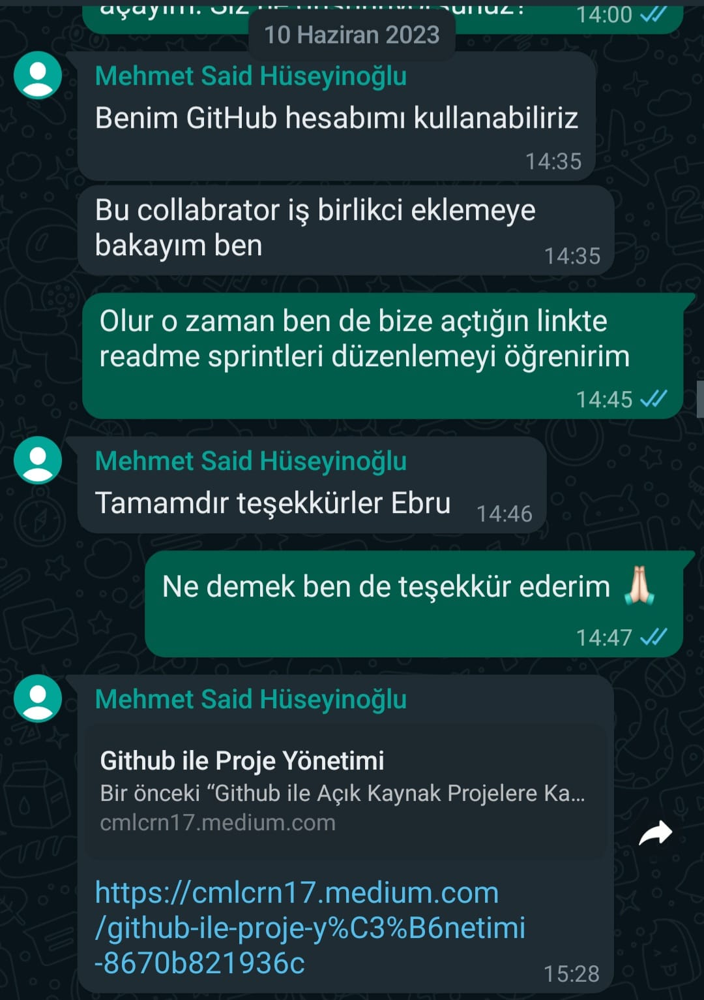 14:00
10 Haziran 2023
Mehmet Said Hüseyinoğlu
Benim GitHub hesabımı kullanabiliriz
14:35
Bu collabrator iş birlikci eklemeye
bakayım ben
14:35
Olur o zaman ben de bize açtığın linkte
readme sprintleri düzenlemeyi öğrenirim
14:45
Mehmet Said Hüseyinoğlu
Tamamdır teşekkürler Ebru
14:46
Ne demek ben de teşekkür ederim 🙏🏻
14:47
Mehmet Said Hüseyinoğlu
Github ile Proje Yönetimi
Bir önceki “Github ile Açık Kaynak Projelere Ka...
cmlcrn17.medium.com
https://cmlcrn17.medium.com
/github-ile-proje-y%C3%B6netimi
-8670b821936c
15:28